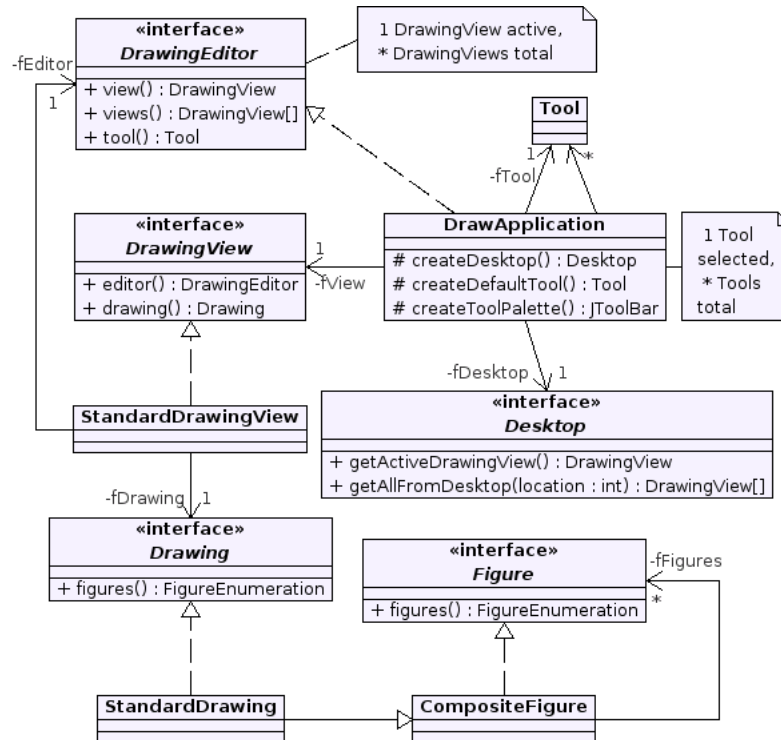 «interface»
DrawingEditor
+ view() : DrawingView
+ views() : DrawingView[]
+ tool() : Tool
1 DrawingView active,
* DrawingViews total
-fEditor
1
Tool
1
*
-fTool
«interface»
DrawingView
+ editor() : DrawingEditor
+ drawing() : Drawing
1
-fView
DrawApplication
# createDesktop() : Desktop
# createDefaultTool() : Tool
# createToolPalette() : JToolBar
1 Tool
selected,
* Tools
total
-fDesktop
1
«interface»
Desktop
+ getActiveDrawingView() : DrawingView
+ getAllFromDesktop(location : int) : DrawingView[]
StandardDrawingView
-fDrawing
1
«interface»
Drawing
+ figures() : FigureEnumeration
«interface»
Figure
+ figures() : FigureEnumeration
-fFigures
*
StandardDrawing
CompositeFigure